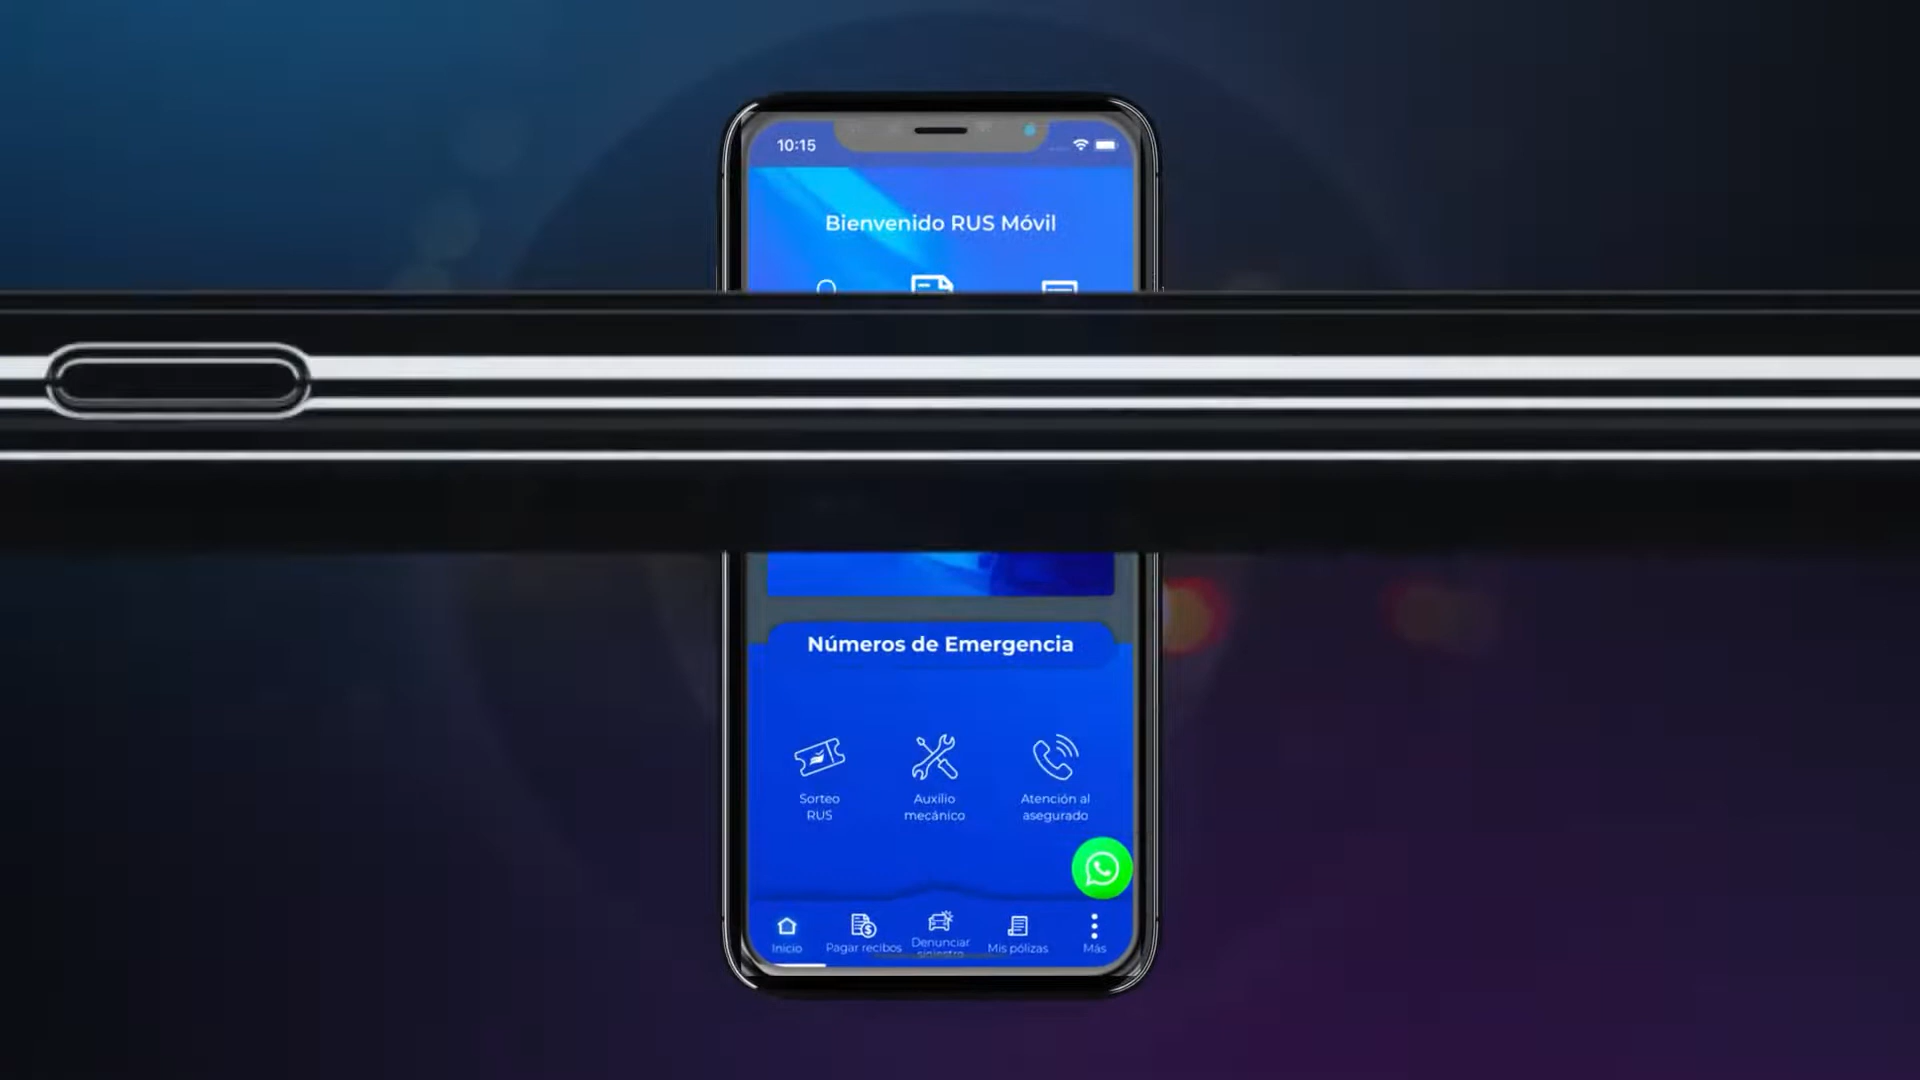 10:15
Bienvenido RUS Móvil
Números de Emergencia
Sorteo
RUS
Auxilio
mecánico
Atención al
asegurado
Inicio
Pagar recibos
Denunciar
siniestro
Mis pólizas
Más